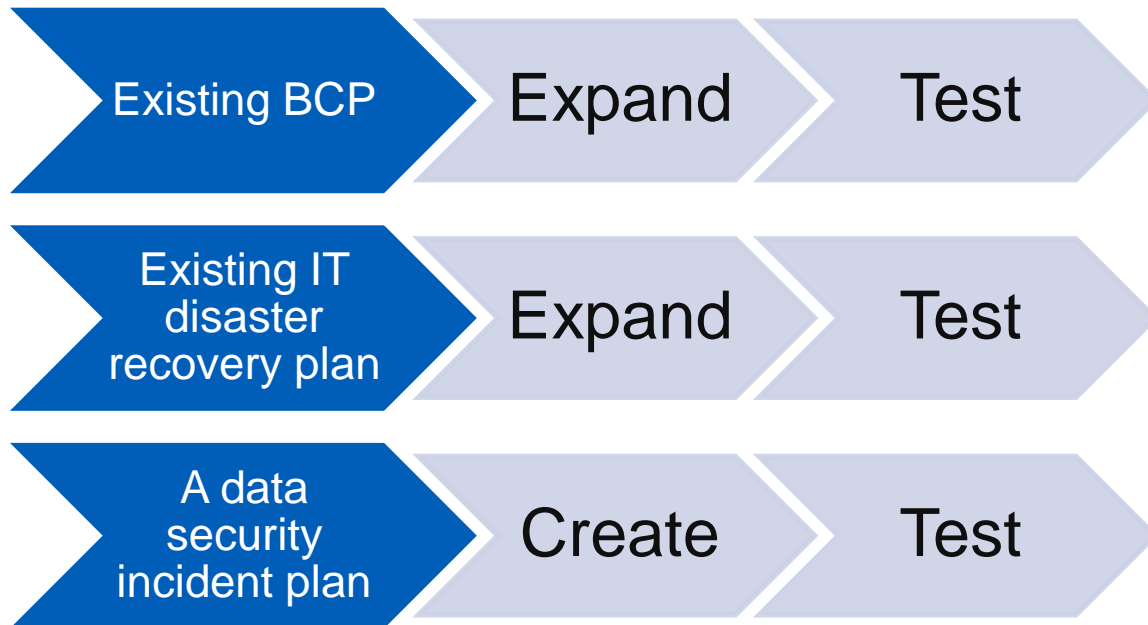 Existing BCP
Expand
Test
Existing IT
disaster
recovery plan
Expand
Test
A data
security
incident plan
Create
Test